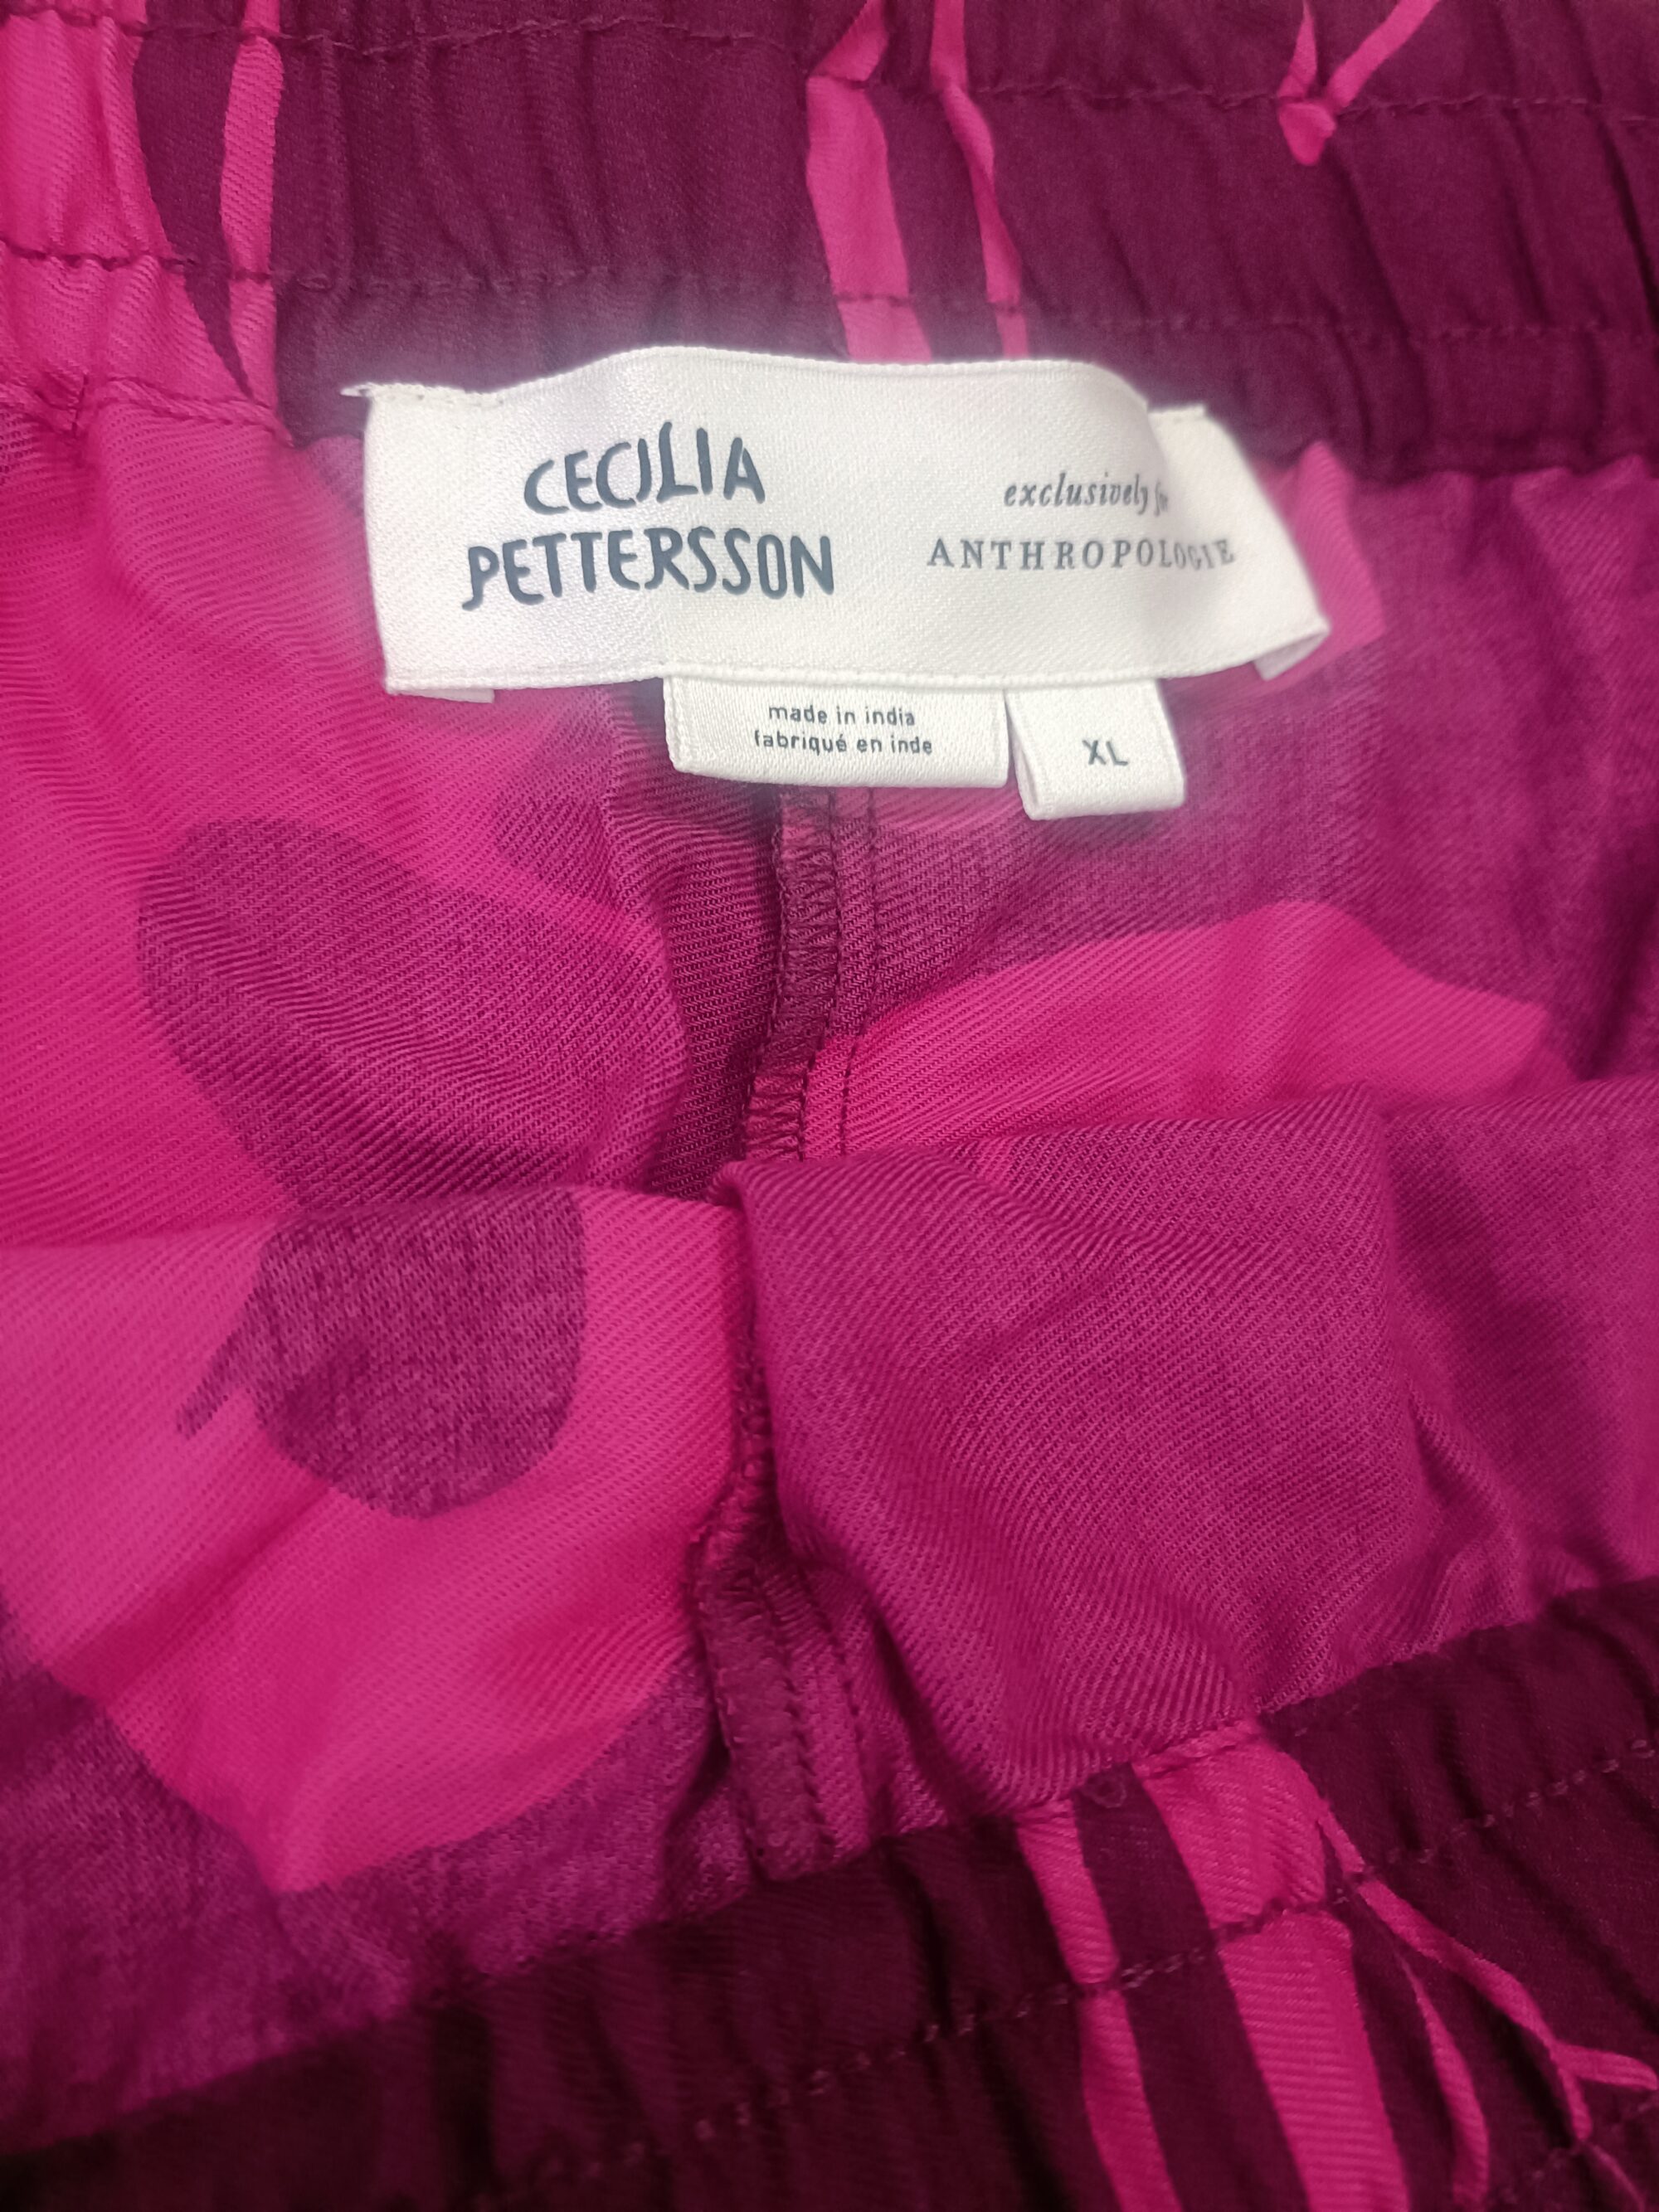 CECILIA
PETTERSSON
exclusively for
ANTHROPOLOGIE
made in india
fabriqué en inde
XL